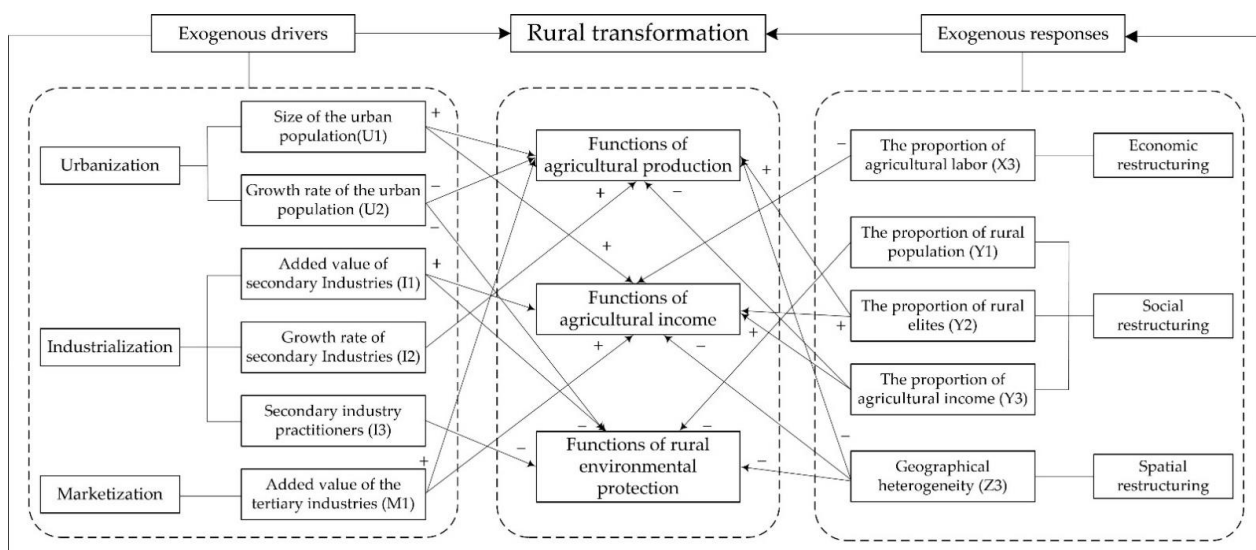 Exogenous drivers
Rural transformation
Exogenous responses
Urbanization
Size of the urban
population(U1)
Growth rate of the urban
population (U2)
Industrialization
Added value of
secondary Industries (I1)
Growth rate of
secondary Industries (I2)
Secondary industry
practitioners (I3)
Marketization
Added value of the
tertiary industries (M1)
+
−
−
+
+
Functions of
agricultural production
+
−
+
Functions of
agricultural income
+
−
+
−
−
−
Functions of rural
environmental
protection
−
−
−
+
+
−
The proportion of
agricultural labor (X3)
Economic
restructuring
The proportion of rural
population (Y1)
The proportion of rural
elites (Y2)
Social
restructuring
The proportion of
agricultural income (Y3)
Geographical
heterogeneity (Z3)
Spatial
restructuring